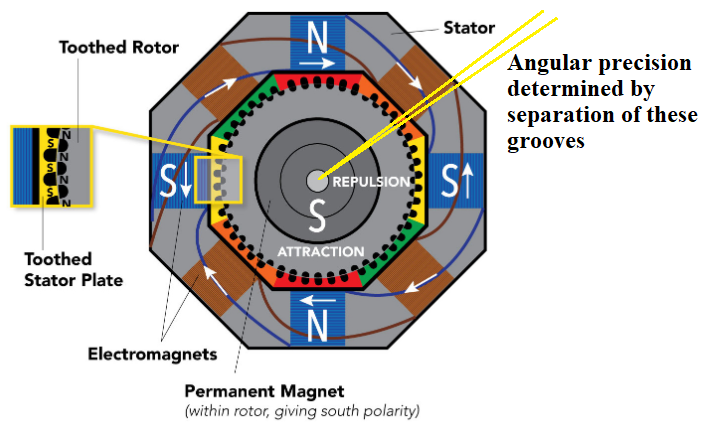 Toothed Rotor
N
Stator
Angular precision
determined by
separation of these
grooves
N
S
N
S
N
S
N
S
S
REPULSION
S
ATTRACTION
Toothed
Stator Plate
N
Electromagnets
Permanent Magnet
(within rotor, giving south polarity)